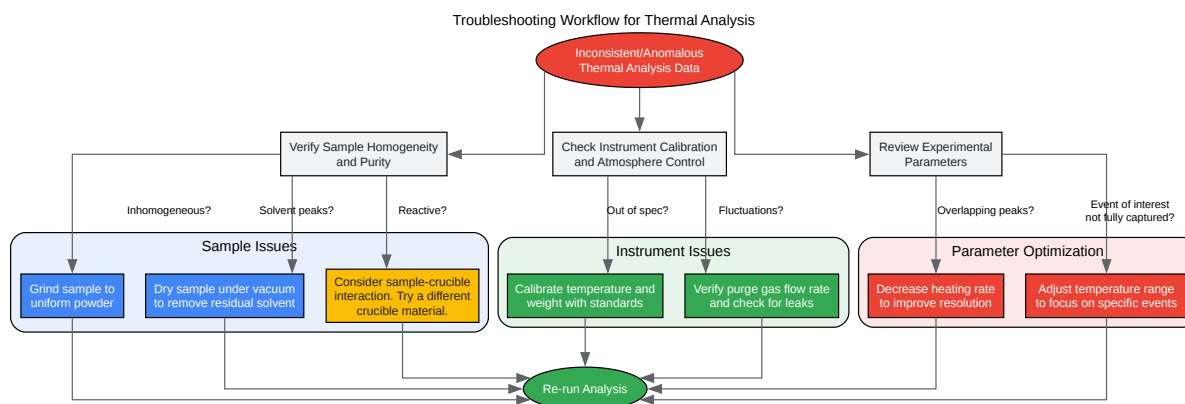 Troubleshooting Workflow for Thermal Analysis
Inconsistent/Anomalous
Thermal Analysis Data
Verify Sample Homogeneity
and Purity
Check Instrument Calibration
and Atmosphere Control
Review Experimental
Parameters
Inhomogeneous?
Solvent peaks?
Reactive?
Out of spec?
Fluctuations?
Overlapping peaks?
Event of interest
not fully captured?
Sample Issues
Grind sample to
uniform powder
Dry sample under vacuum
to remove residual solvent
Consider sample-crucible
interaction. Try a different
crucible material.
Instrument Issues
Calibrate temperature and
weight with standards
Verify purge gas flow rate
and check for leaks
Parameter Optimization
Decrease heating rate
to improve resolution
Adjust temperature range
to focus on specific events
Re-run Analysis